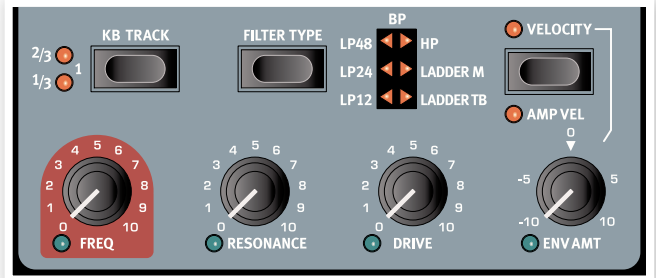 KB TRACK
2/3
1/3
1
FILTER TYPE
BP
LP48 HP
LP24 LADDER M
LP12 LADDER TB
VELOCITY
AMP VEL
0 1 2 3 4 5 6 7 8 9 10
FREQ
0 1 2 3 4 5 6 7 8 9 10
RESONANCE
0 1 2 3 4 5 6 7 8 9 10
DRIVE
-10 -5 0 5 10
ENV AMT